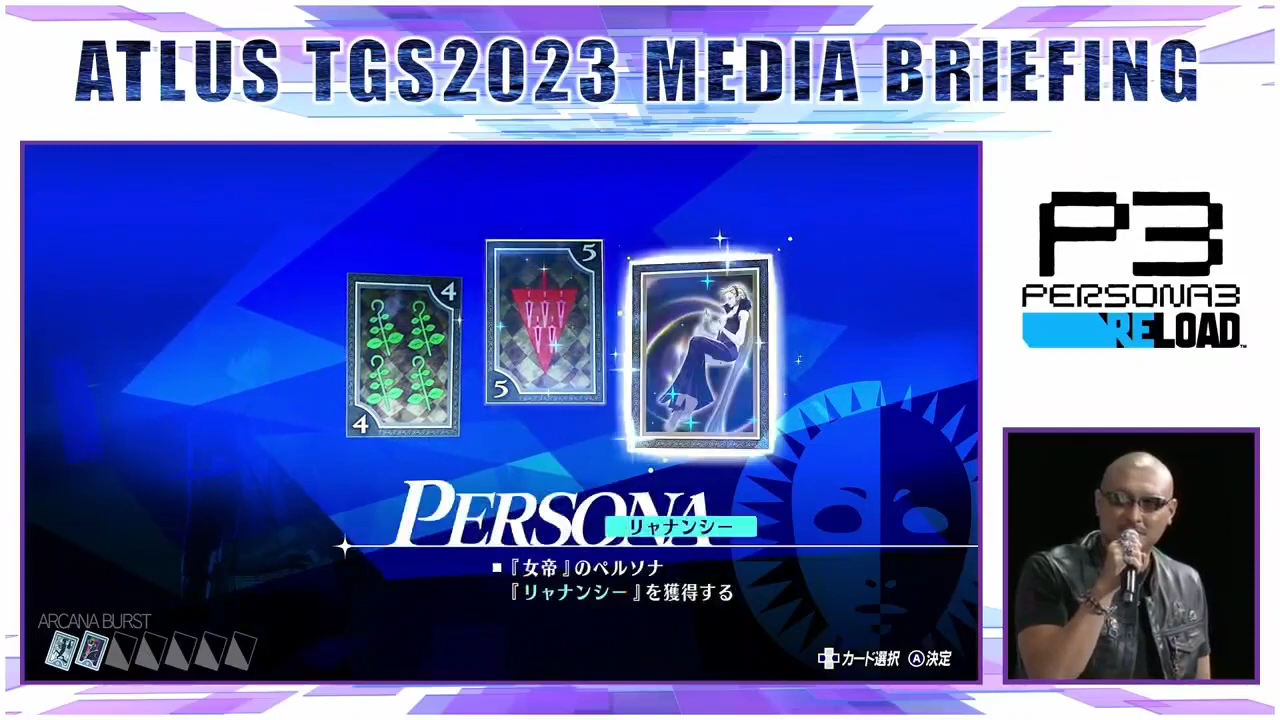 ATLUS TGS2023 MEDIA BRIEFING
4
4
5
5
P3
PERSONA3
RELOAD™
PERSONA
リャナンシー
■『女帝』のペルソナ
『リャナンシー』を獲得する
ARCANA BURST
カード選択 Ⓐ決定